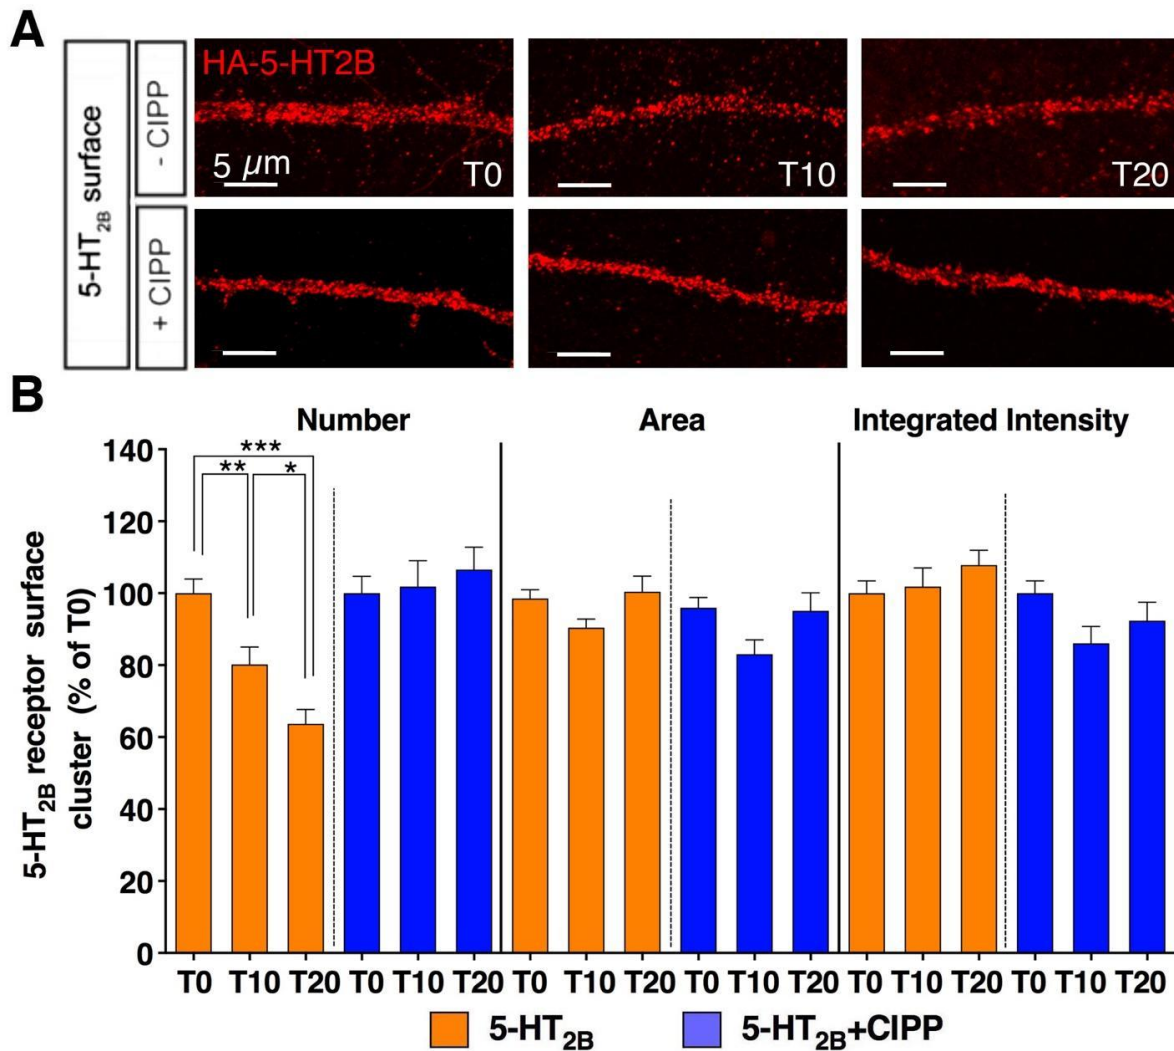 A
5-HT2B surface
- CIPP
HA-5-HT2B
5 µm
T0
T10
T20
+ CIPP
B
Number
Area
Integrated Intensity
5-HT2B receptor surface
cluster (% of T0)
140
120
100
80
60
40
20
0
***
**
*
T0 T10 T20 T0 T10 T20 T0 T10 T20 T0 T10 T20 T0 T10 T20 T0 T10 T20
5-HT2B
5-HT2B+CIPP